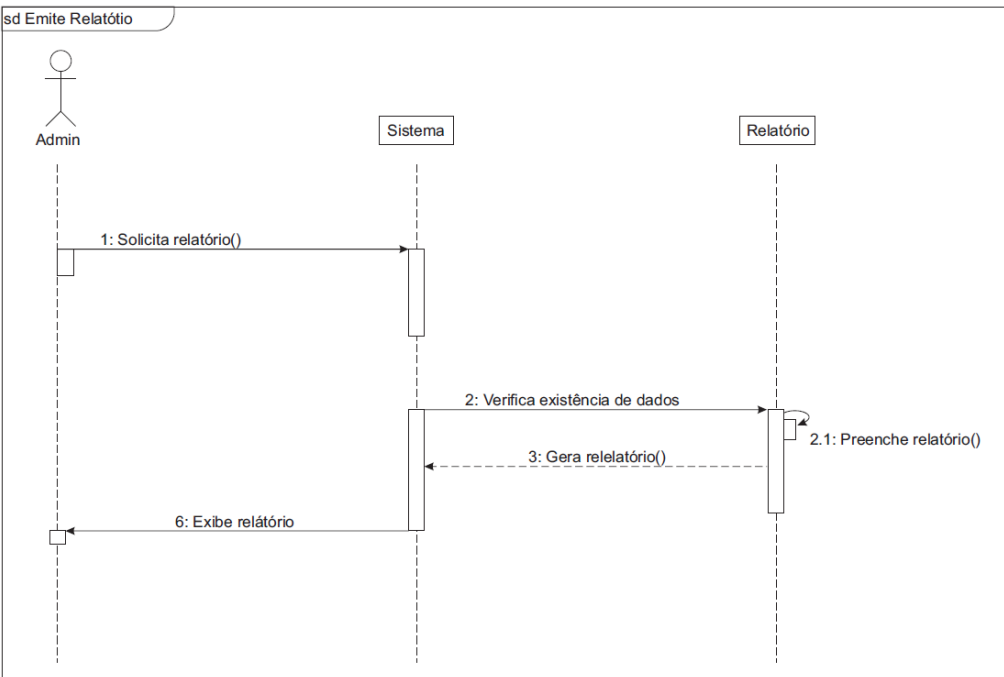 sd Emite Relatótio
Admin
Sistema
Relatório
1: Solicita relatório()
2: Verifica existência de dados
2.1: Preenche relatório()
3: Gera relelatório()
6: Exibe relátório